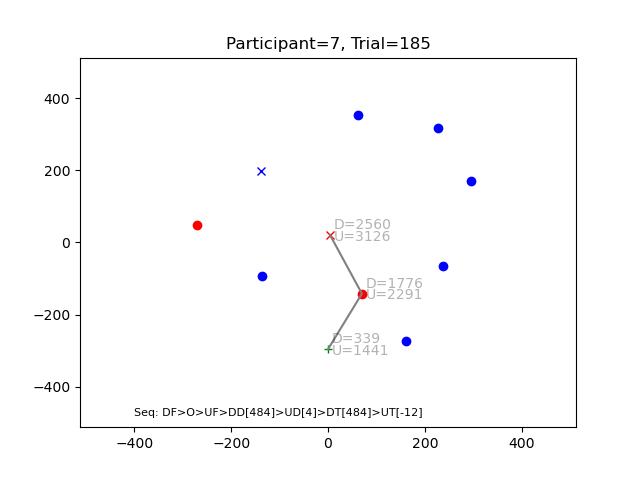 Participant=7, Trial=185
400
200
0
−200
−400
D=2560
U=3126
D=1776
U=2291
D=339
U=1441
Seq: DF>O>UF>DD[484]>UD[4]>DT[484]>UT[-12]
−400 −200 0 200 400